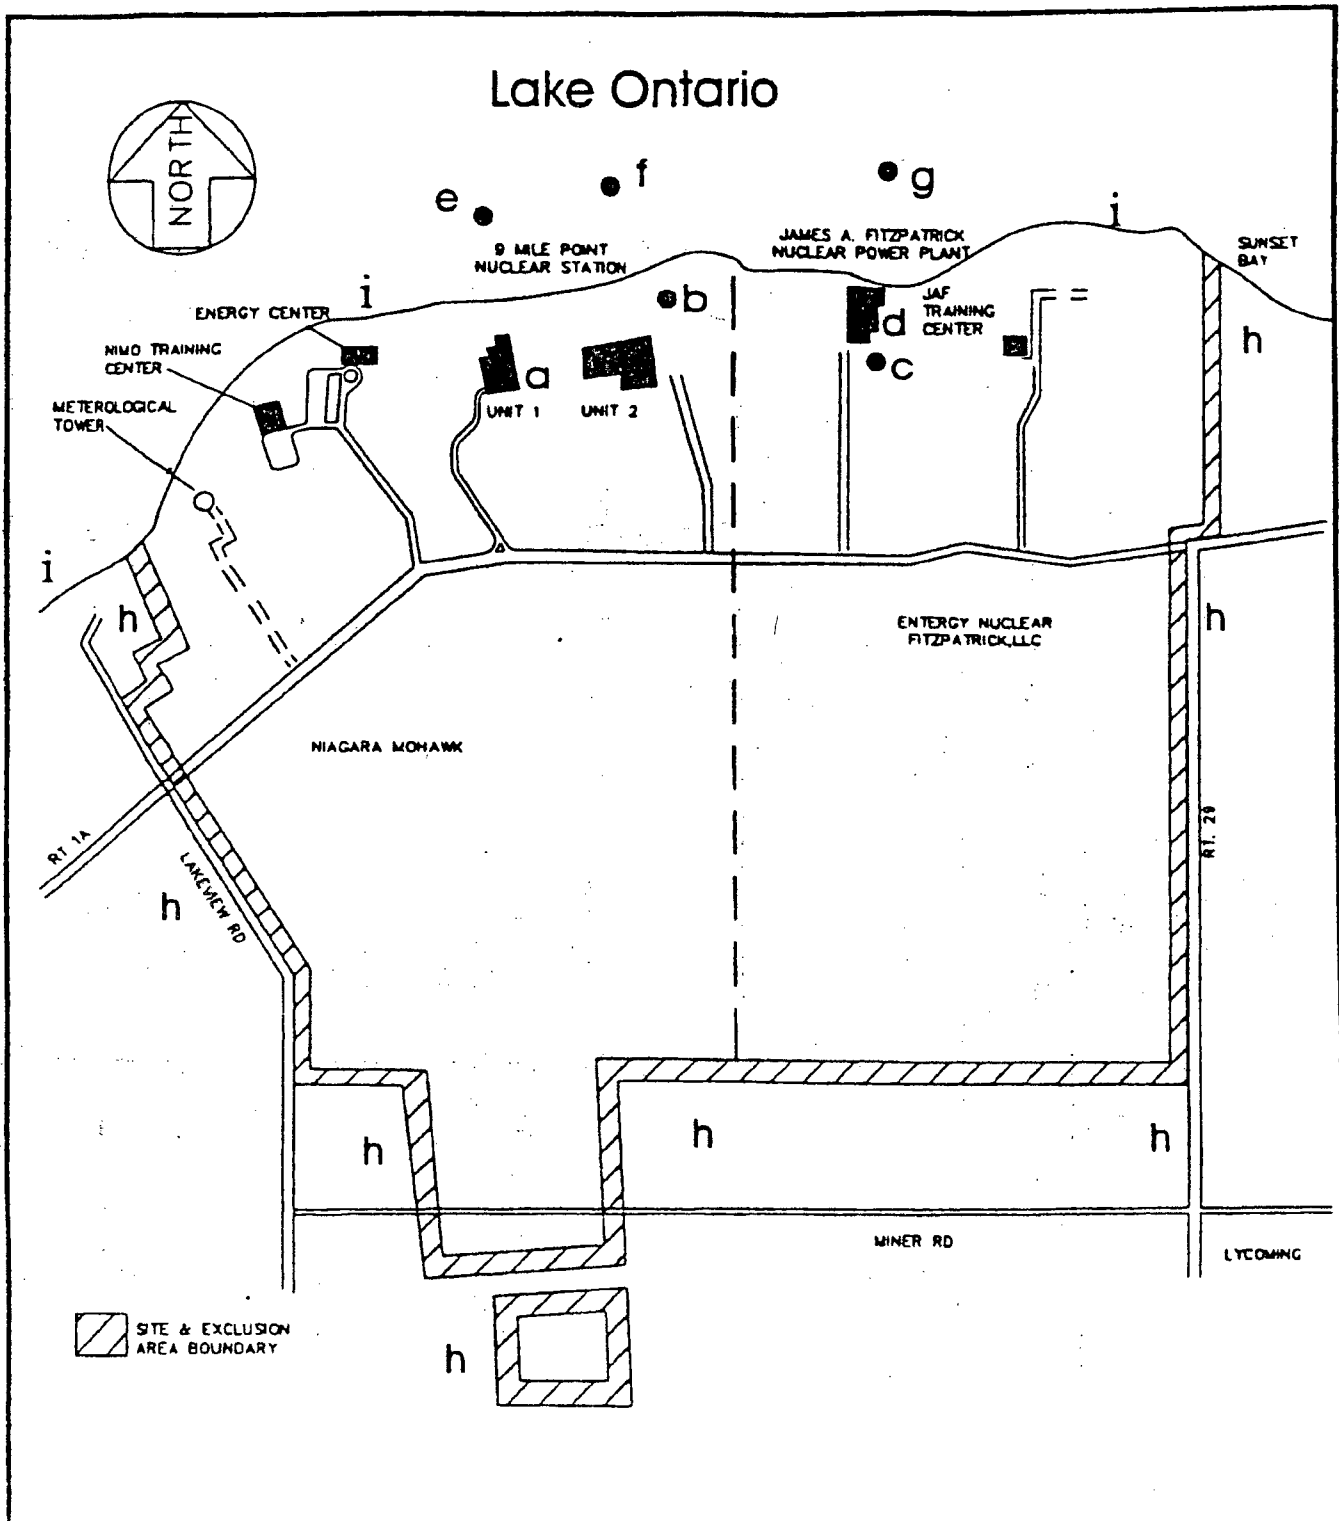 Lake Ontario
NORTH
e
f
g
i
9 MILE POINT
NUCLEAR STATION
JAMES A. FITZPATRICK
NUCLEAR POWER PLANT
SUNSET
BAY
i
ENERGY CENTER
b
JAF
TRAINING
CENTER
d
h
NIMO TRAINING
CENTER
a
c
METEROLOGICAL
TOWER
UNIT 1
UNIT 2
i
h
ENTERGY NUCLEAR
FITZPATRICK,LLC
h
NIAGARA MOHAWK
RT 1A
LAKEVIEW RD
RT. 29
h
h
h
h
MINER RD
LYCOMING
SITE & EXCLUSION
AREA BOUNDARY
h